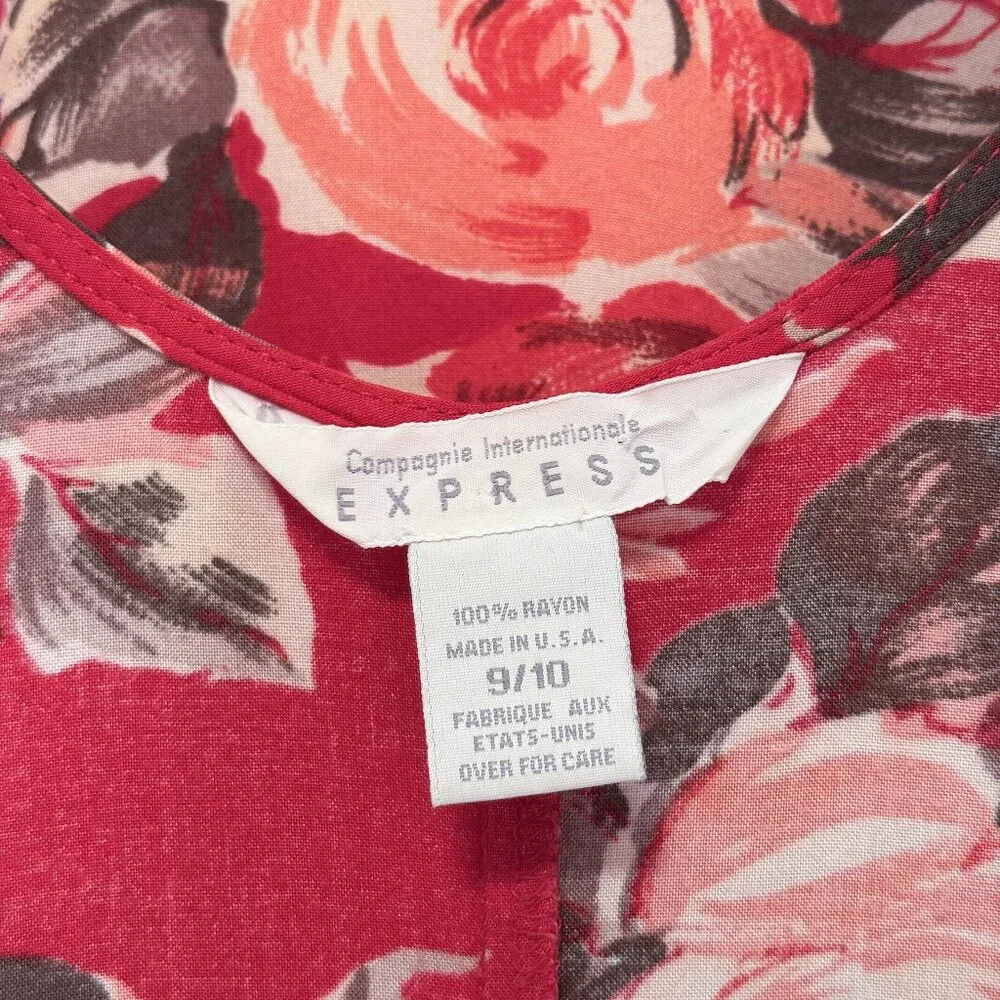 Compagnie Internationale
EXPRESS
100% RAYON
MADE IN U.S.A.
9/10
FABRIQUE AUX
ETATS-UNIS
OVER FOR CARE